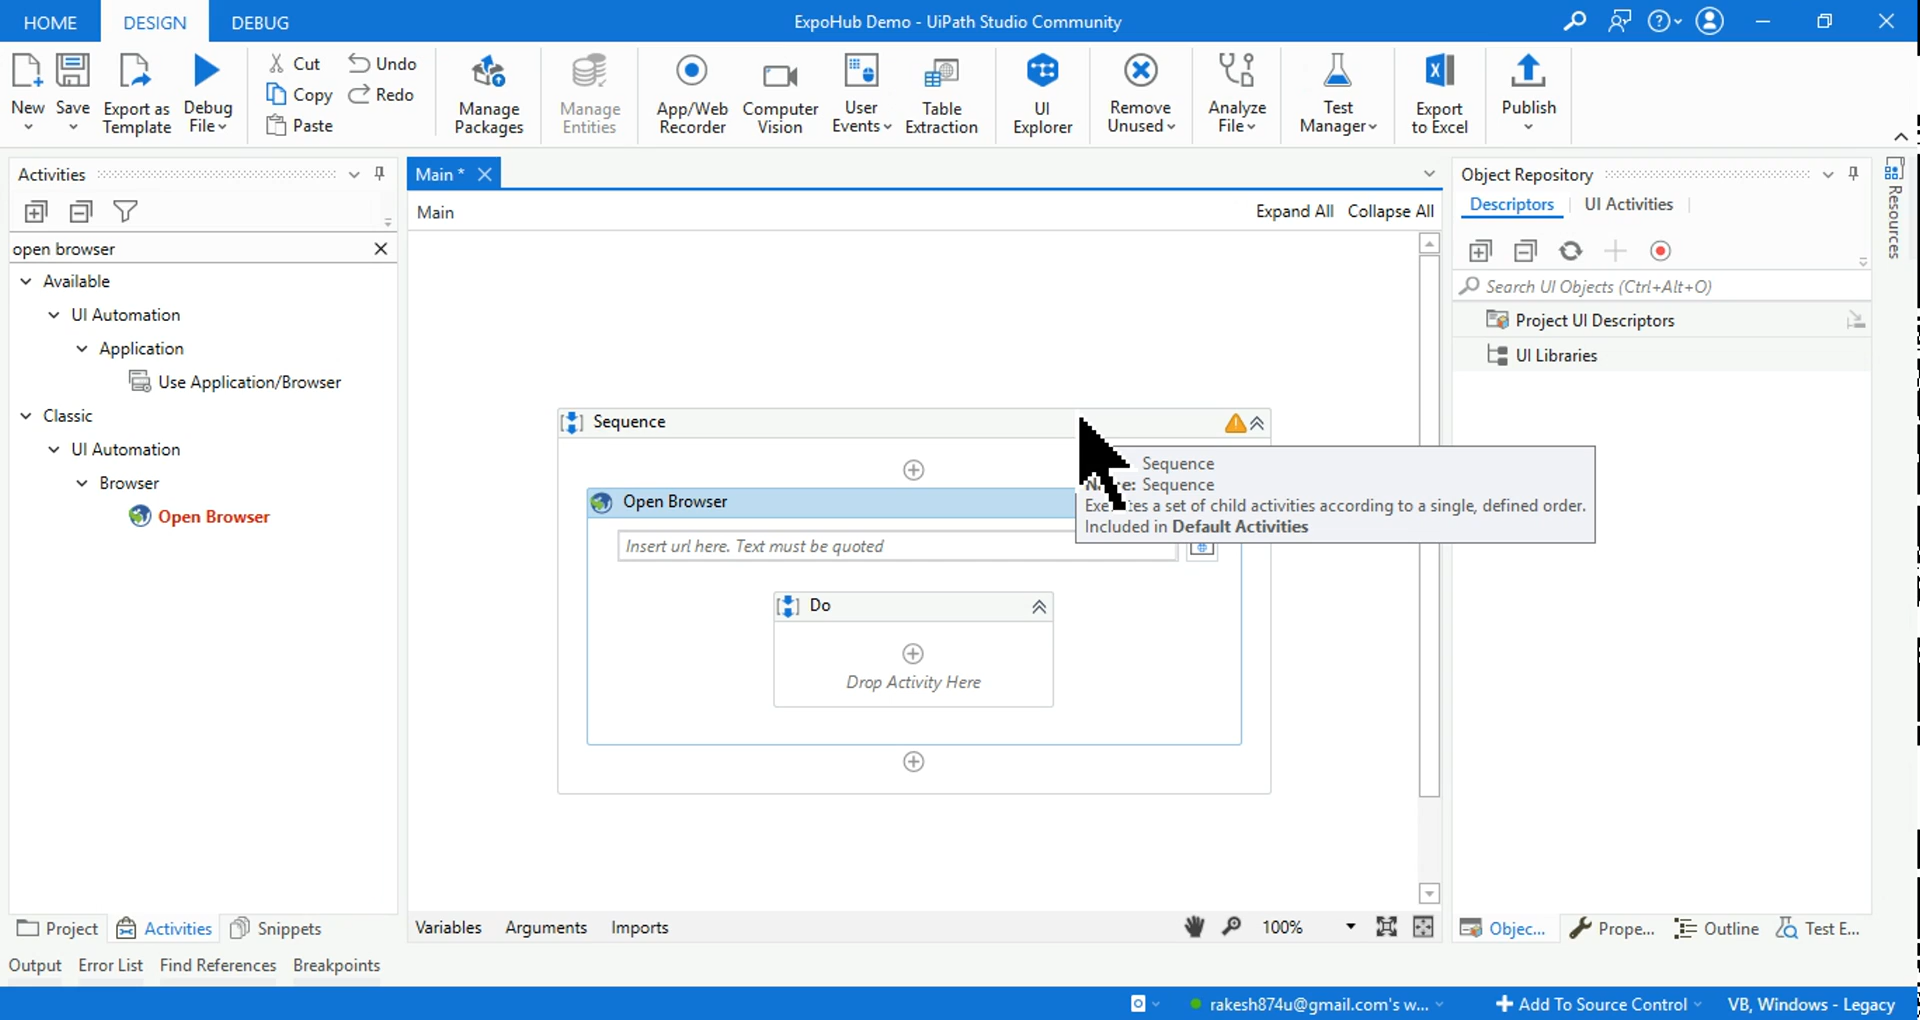 HOME DESIGN DEBUG ExpoHub Demo - UiPath Studio Community
New
Save
Export as
Template
Debug
File
Cut
Copy
Paste
Undo
Redo
Manage
Packages
Manage
Entities
App/Web
Recorder
Computer
Vision
User
Events
Table
Extraction
UI
Explorer
Remove
Unused
Analyze
File
Test
Manager
Export
to Excel
Publish
Activities
open browser
Available
UI Automation
Application
Use Application/Browser
Classic
UI Automation
Browser
Open Browser
Main *
Main Expand All Collapse All
Sequence
Sequence
Sequence
Executes a set of child activities according to a single, defined order.
Included in Default Activities
Open Browser
Insert url here. Text must be quoted
Do
Drop Activity Here
Object Repository
Descriptors UI Activities
Search UI Objects (Ctrl+Alt+O)
Project UI Descriptors
UI Libraries
Resources
Project Activities Snippets
Variables Arguments Imports 100%
Objec... Prope... Outline Test E...
Output Error List Find References Breakpoints
rakesh874u@gmail.com's w... Add To Source Control VB, Windows - Legacy